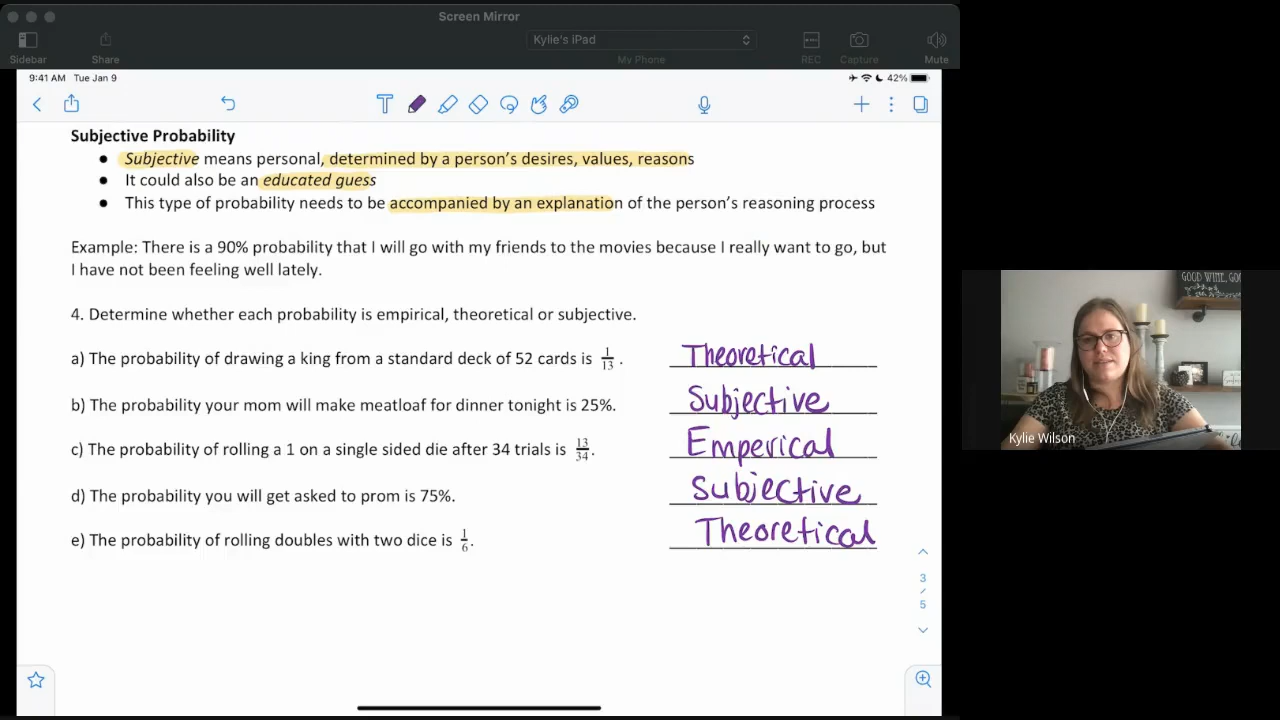 Screen Mirror
Kylie's iPad
Sidebar
Share
My Phone
REC
Capture
Mute
9:41 AM Tue Jan 9
42%
Subjective Probability
● Subjective means personal, determined by a person's desires, values, reasons
● It could also be an educated guess
● This type of probability needs to be accompanied by an explanation of the person's reasoning process
Example: There is a 90% probability that I will go with my friends to the movies because I really want to go, but
I have not been feeling well lately.
4. Determine whether each probability is empirical, theoretical or subjective.
a) The probability of drawing a king from a standard deck of 52 cards is 1/13. Theoretical
b) The probability your mom will make meatloaf for dinner tonight is 25%. Subjective
c) The probability of rolling a 1 on a single sided die after 34 trials is 13/34. Emperical
d) The probability you will get asked to prom is 75%. Subjective
e) The probability of rolling doubles with two dice is 1/6. Theoretical
3
/
5
GOOD WINE, GOO
Kylie Wilson